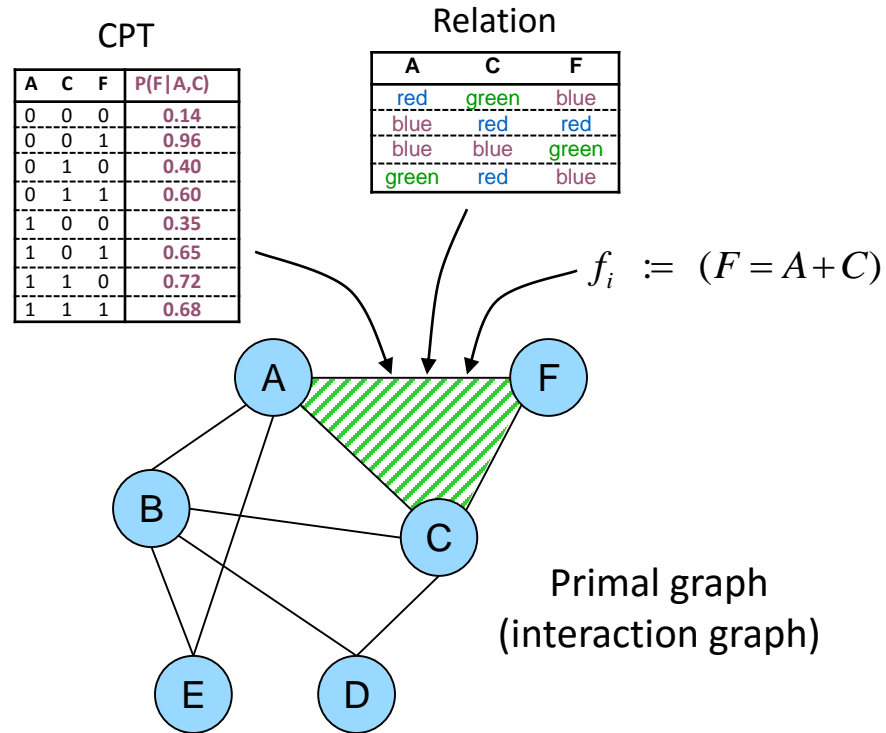 CPT
A C F P(F|A,C)
0 0 0 0.14
0 0 1 0.96
0 1 0 0.40
0 1 1 0.60
1 0 0 0.35
1 0 1 0.65
1 1 0 0.72
1 1 1 0.68
Relation
A C F
red green blue
blue red red
blue blue green
green red blue
f_i := (F = A + C)
A
F
B
C
E
D
Primal graph
(interaction graph)